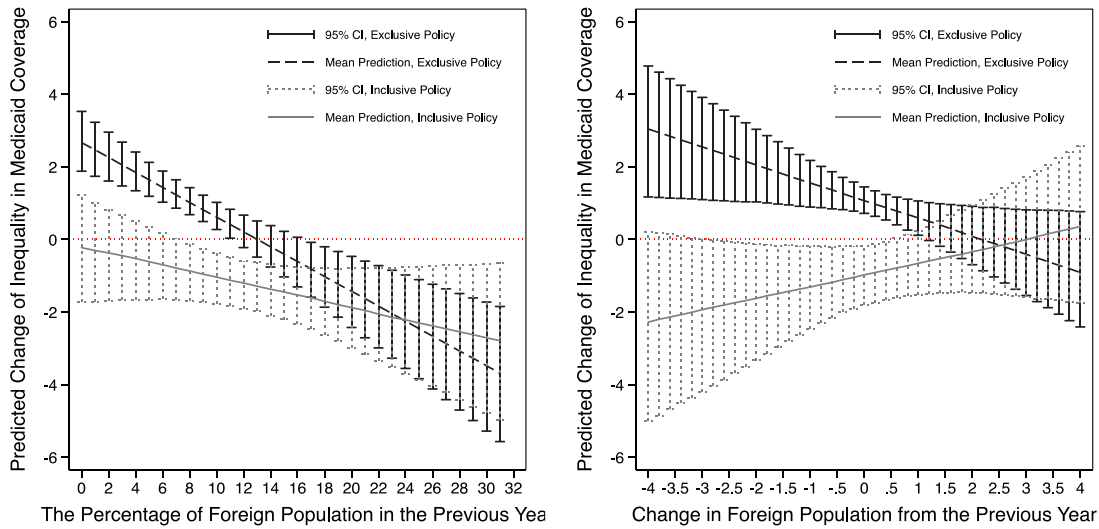 Predicted Change of Inequality in Medicaid Coverage
6
4
2
0
-2
-4
-6
95% CI, Exclusive Policy
Mean Prediction, Exclusive Policy
95% CI, Inclusive Policy
Mean Prediction, Inclusive Policy
0 2 4 6 8 10 12 14 16 18 20 22 24 26 28 30 32
The Percentage of Foreign Population in the Previous Yea
Predicted Change of Inequality in Medicaid Coverage
6
4
2
0
-2
-4
-6
95% CI, Exclusive Policy
Mean Prediction, Exclusive Policy
95% CI, Inclusive Policy
Mean Prediction, Inclusive Policy
-4 -3.5 -3 -2.5 -2 -1.5 -1 -.5 0 .5 1 1.5 2 2.5 3 3.5 4
Change in Foreign Population from the Previous Year